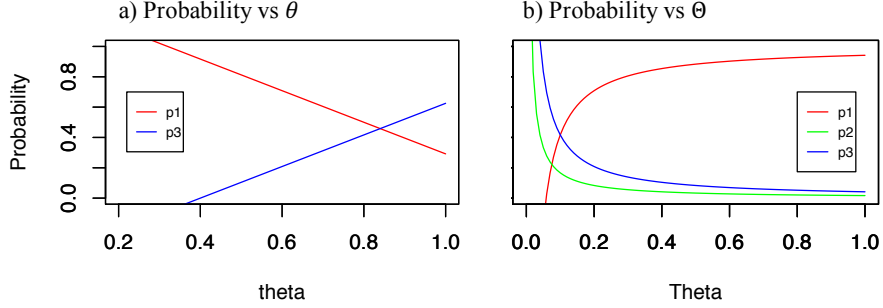 a) Probability vs θ
Probability
0.0
0.4
0.8
p1
p3
0.2
0.4
0.6
0.8
1.0
theta
b) Probability vs Θ
p1
p2
p3
0.0
0.2
0.4
0.6
0.8
1.0
Theta